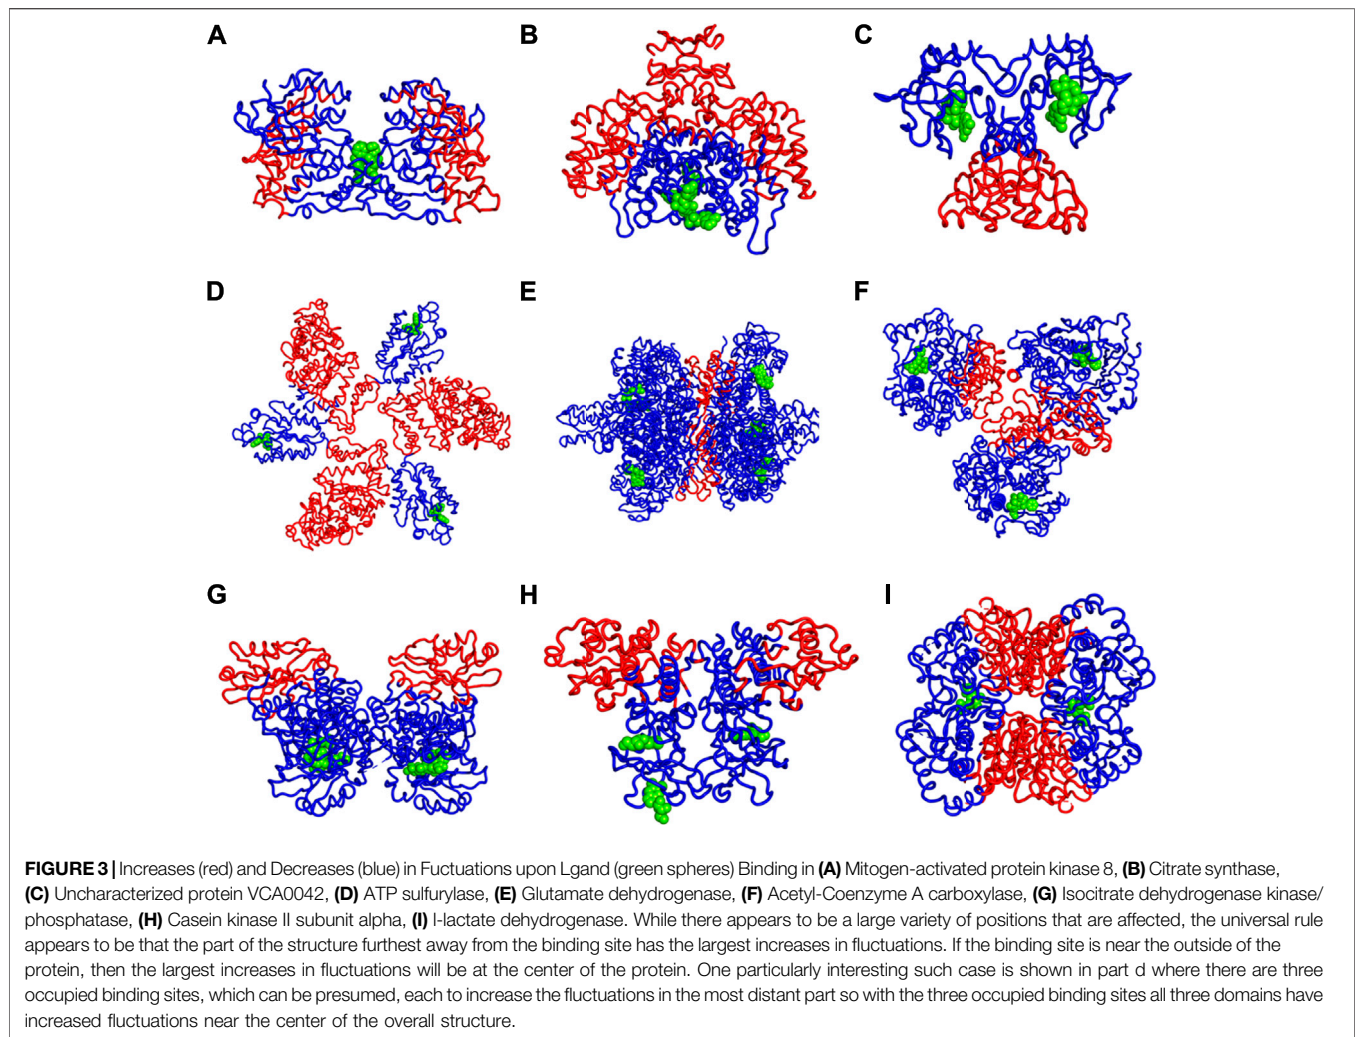 A
B
C
D
E
F
G
H
I
FIGURE 3 | Increases (red) and Decreases (blue) in Fuctuations upon Lgand (green spheres) Binding in (A) Mitogen-activated protein kinase 8, (B) Citrate synthase,
(C) Uncharacterized protein VCA0042, (D) ATP sulfurylase, (E) Glutamate dehydrogenase, (F) Acetyl-Coenzyme A carboxylase, (G) Isocitrate dehydrogenase kinase/
phosphatase, (H) Casein kinase II subunit alpha, (I) l-lactate dehydrogenase. While there appears to be a large variety of positions that are affected, the universal rule
appears to be that the part of the structure furthest away from the binding site has the largest increases in fluctuations. If the binding site is near the outside of the
protein, then the largest increases in fluctuations will be at the center of the protein. One particularly interesting such case is shown in part d where there are three
occupied binding sites, which can be presumed, each to increase the fluctuations in the most distant part so with the three occupied binding sites all three domains have
increased fluctuations near the center of the overall structure.